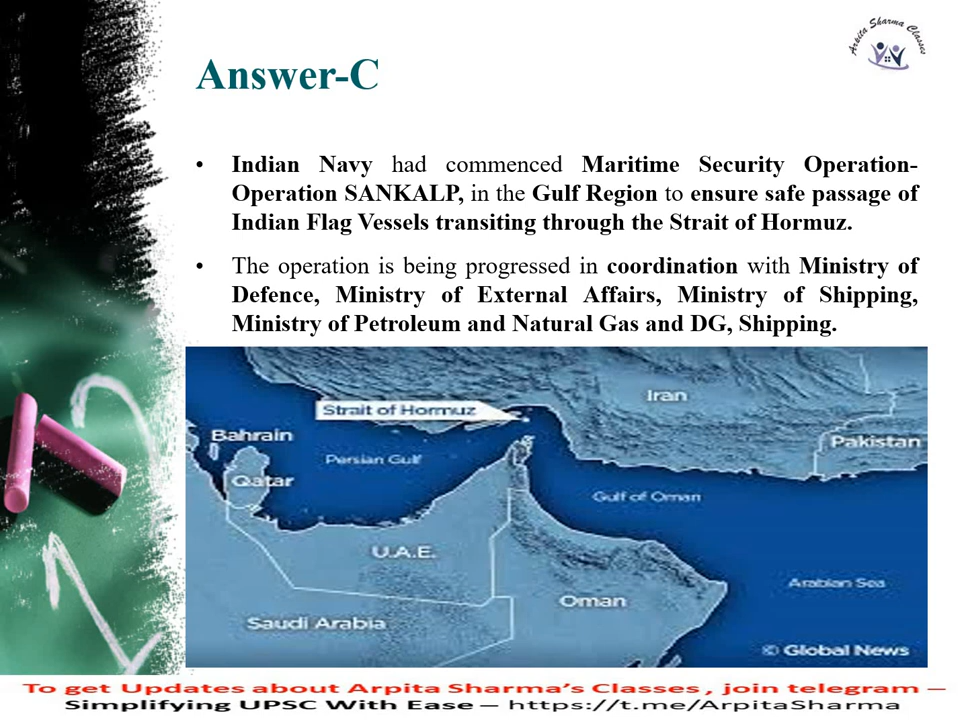 Arpita Sharma Classes
Answer-C
• Indian Navy had commenced Maritime Security Operation-
Operation SANKALP, in the Gulf Region to ensure safe passage of
Indian Flag Vessels transiting through the Strait of Hormuz.
• The operation is being progressed in coordination with Ministry of
Defence, Ministry of External Affairs, Ministry of Shipping,
Ministry of Petroleum and Natural Gas and DG, Shipping.
Iran
Strait of Hormuz
Bahrain
Pakistan
Persian Gulf
Qatar
Gulf of Oman
U.A.E.
Arabian Sea
Oman
Saudi Arabia
© Global News
To get Updates about Arpita Sharma's Classes , join telegram –
Simplifying UPSC With Ease – https://t.me/ArpitaSharma